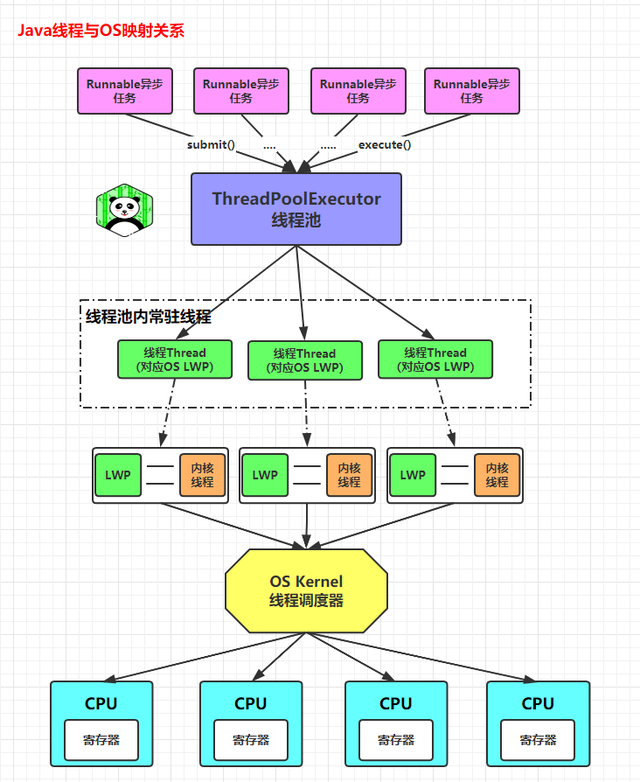 Java线程与OS映射关系
Runnable异步
任务
Runnable异步
任务
Runnable异步
任务
Runnable异步
任务
submit()
....
.....
execute()
ThreadPoolExecutor
线程池
线程池内常驻线程
线程Thread
(对应OS LWP)
线程Thread
(对应OS LWP)
线程Thread
(对应OS LWP)
LWP
内核
线程
LWP
内核
线程
LWP
内核
线程
OS Kernel
线程调度器
CPU
CPU
CPU
CPU
寄存器
寄存器
寄存器
寄存器